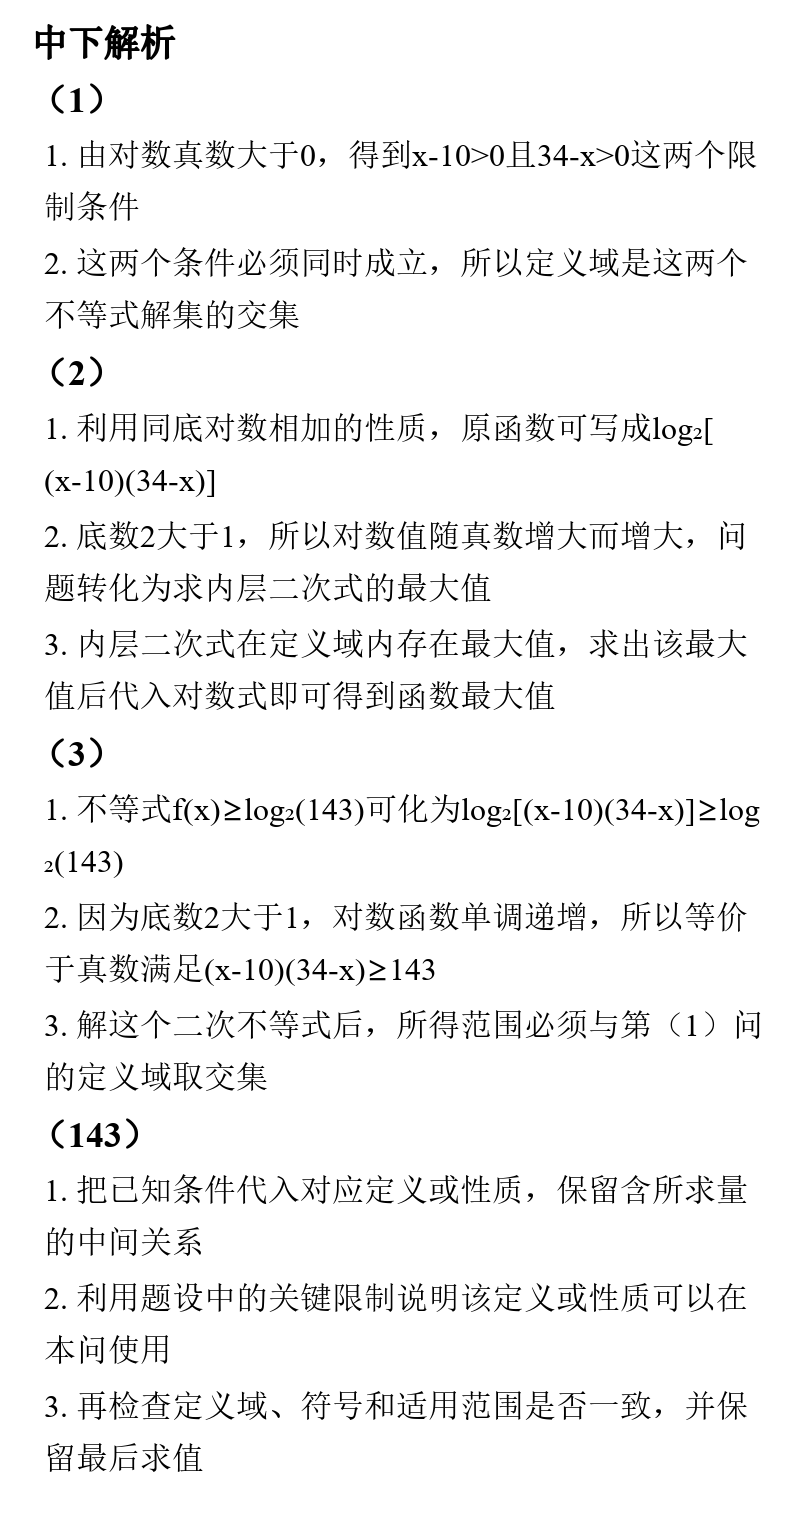 中下解析
（1）
1. 由对数真数大于0，得到x-10>0且34-x>0这两个限
制条件
2. 这两个条件必须同时成立，所以定义域是这两个
不等式解集的交集
（2）
1. 利用同底对数相加的性质，原函数可写成log₂[
(x-10)(34-x)]
2. 底数2大于1，所以对数值随真数增大而增大，问
题转化为求内层二次式的最大值
3. 内层二次式在定义域内存在最大值，求出该最大
值后代入对数式即可得到函数最大值
（3）
1. 不等式f(x)≥log₂(143)可化为log₂[(x-10)(34-x)]≥log
₂(143)
2. 因为底数2大于1，对数函数单调递增，所以等价
于真数满足(x-10)(34-x)≥143
3. 解这个二次不等式后，所得范围必须与第（1）问
的定义域取交集
（143）
1. 把已知条件代入对应定义或性质，保留含所求量
的中间关系
2. 利用题设中的关键限制说明该定义或性质可以在
本问使用
3. 再检查定义域、符号和适用范围是否一致，并保
留最后求值